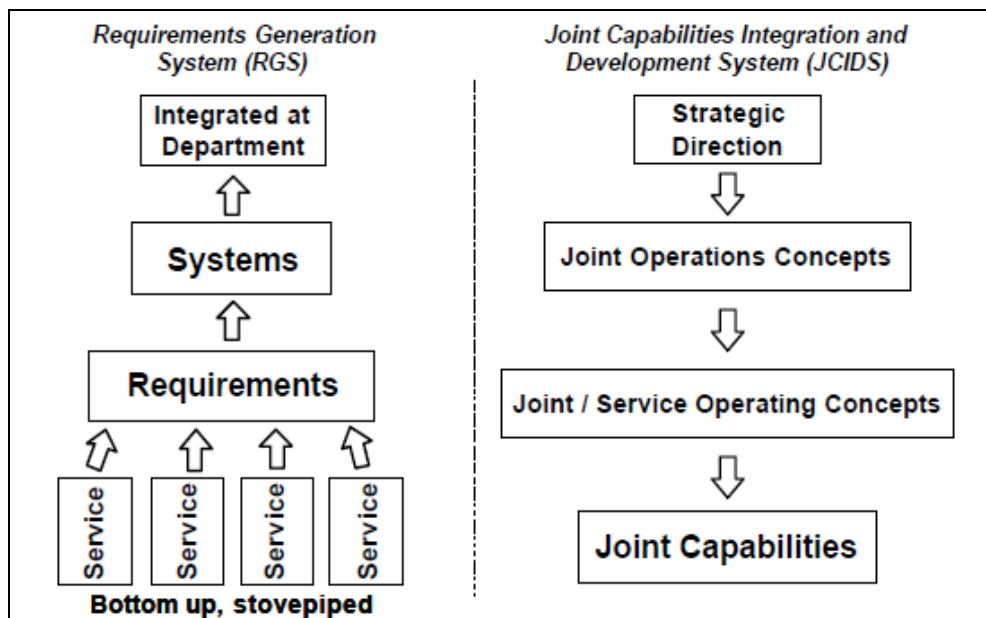 Requirements Generation
System (RGS)
Integrated at
Department
Systems
Requirements
Service
Service
Service
Service
Bottom up, stovepiped
Joint Capabilities Integration and
Development System (JCIDS)
Strategic
Direction
Joint Operations Concepts
Joint / Service Operating Concepts
Joint Capabilities